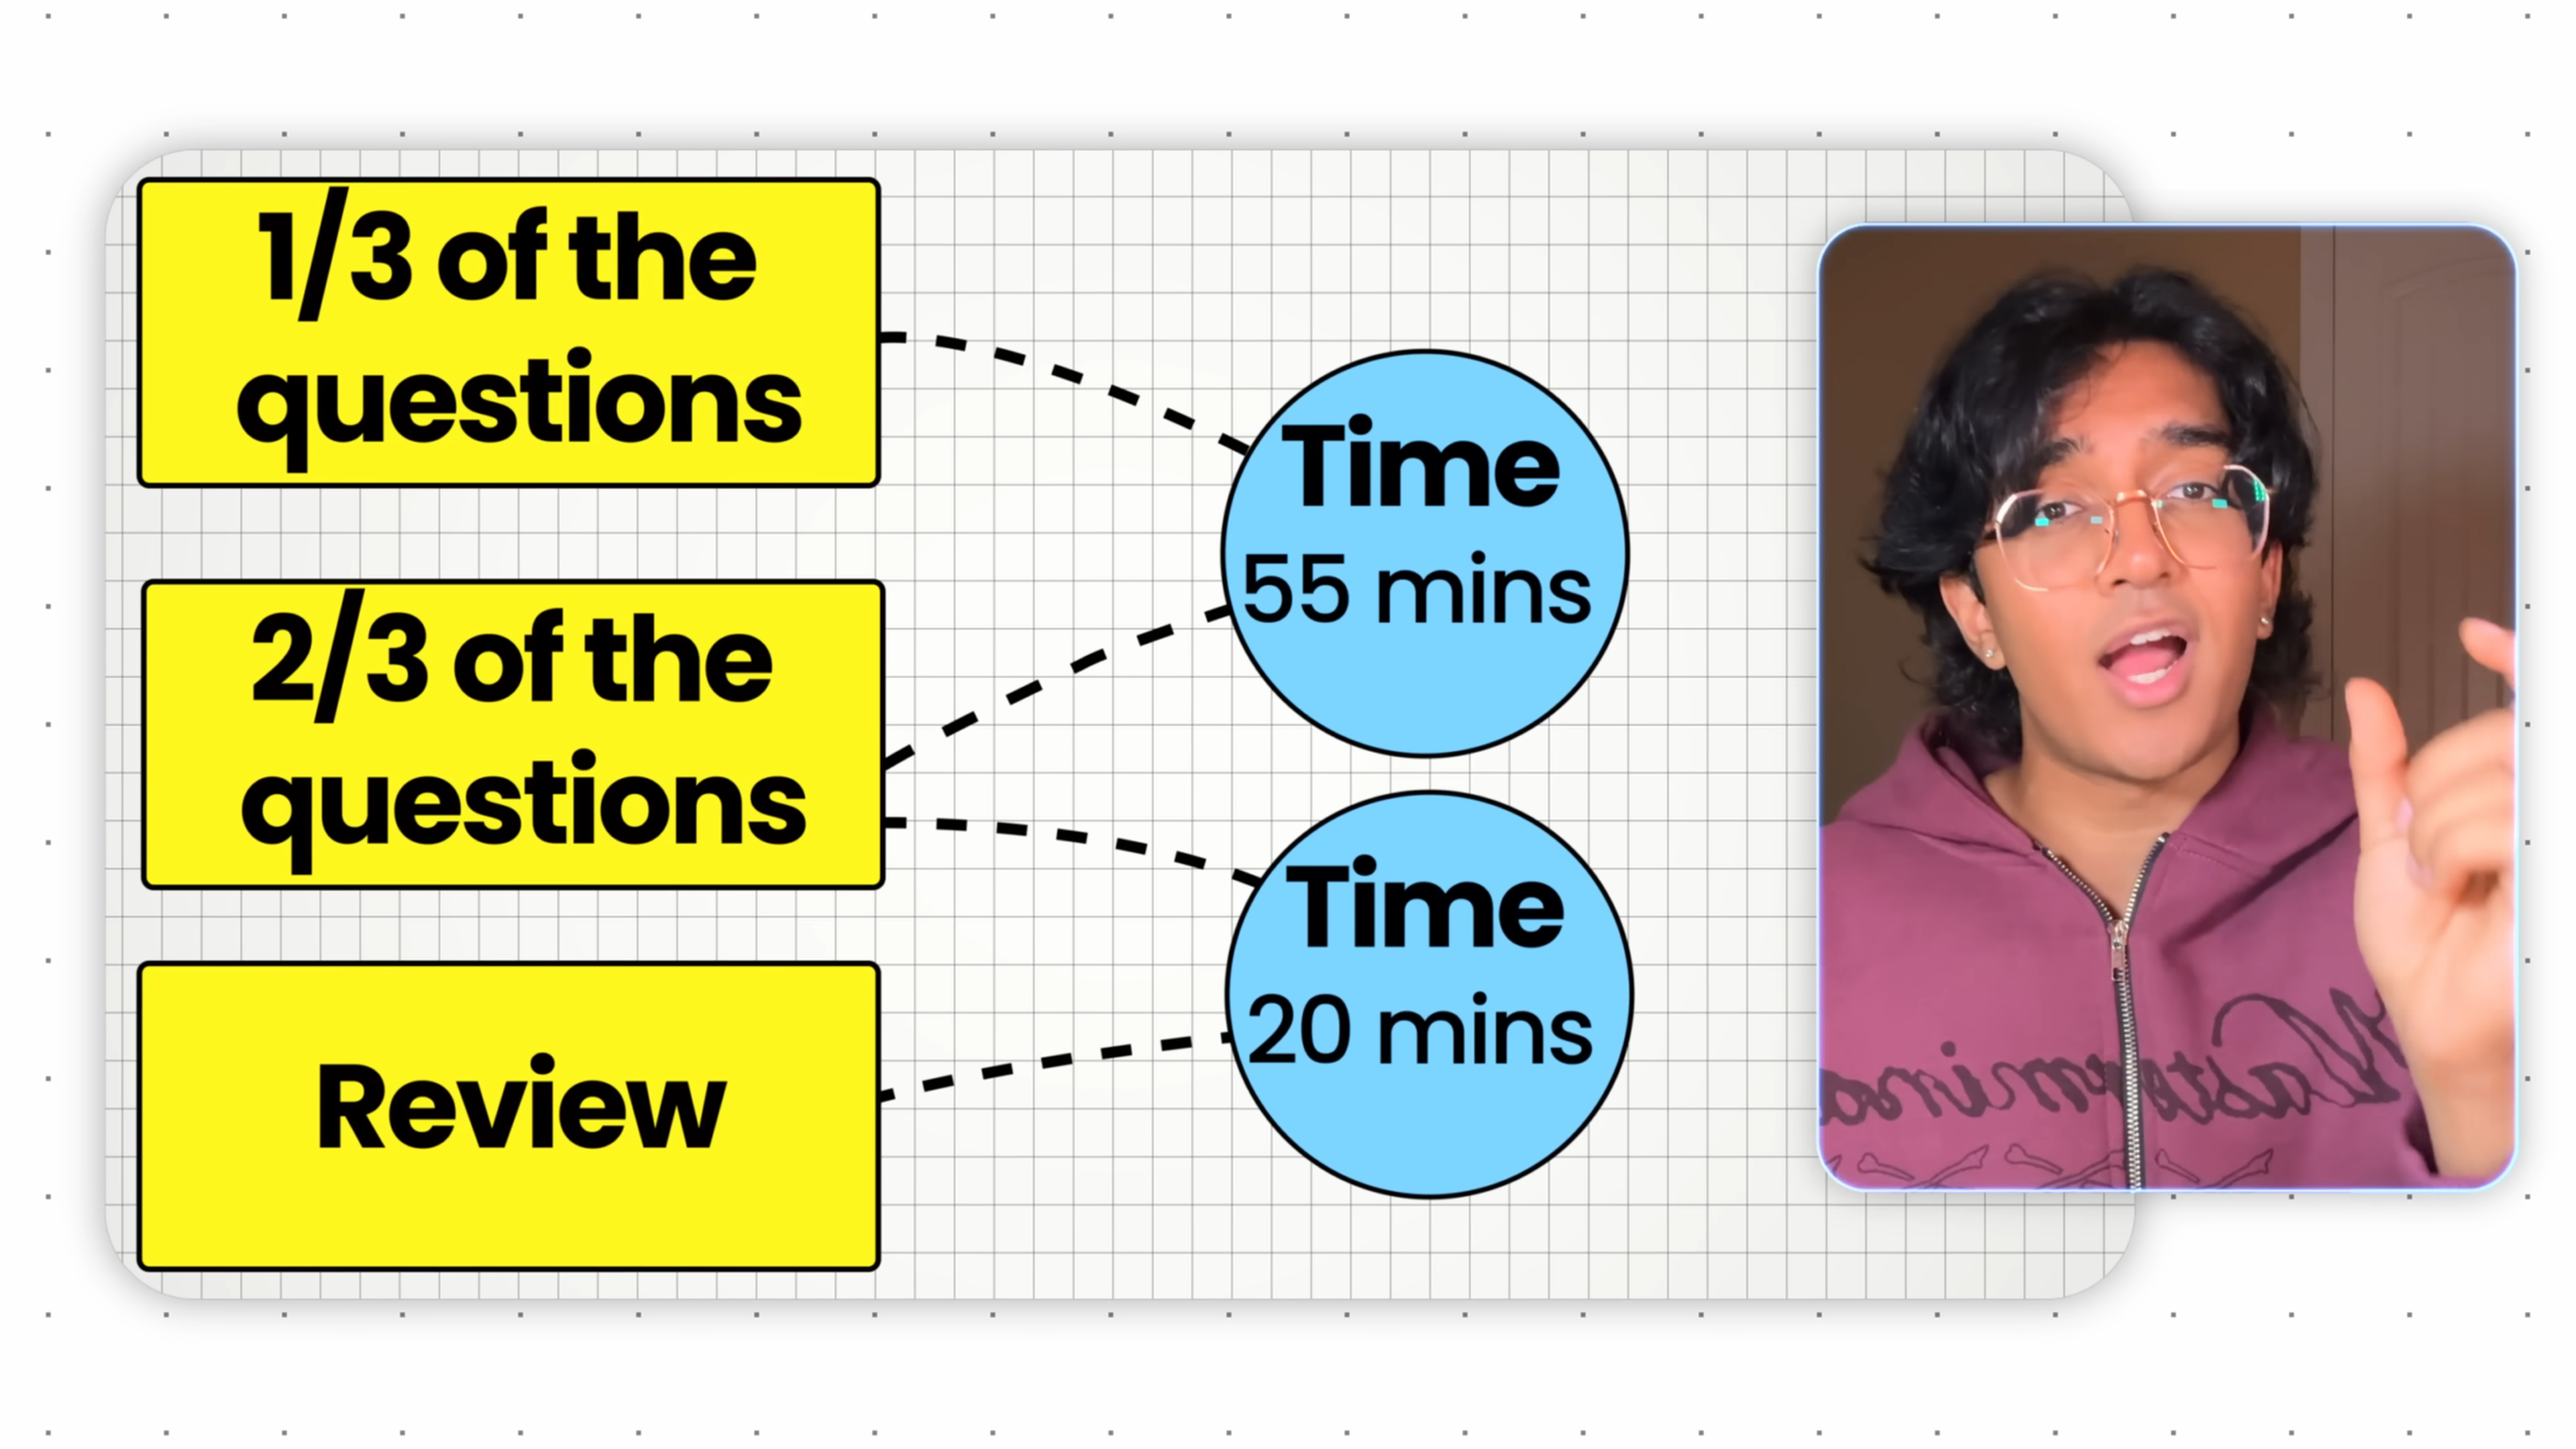 1/3 of the
questions
2/3 of the
questions
Review
Time
55 mins
Time
20 mins